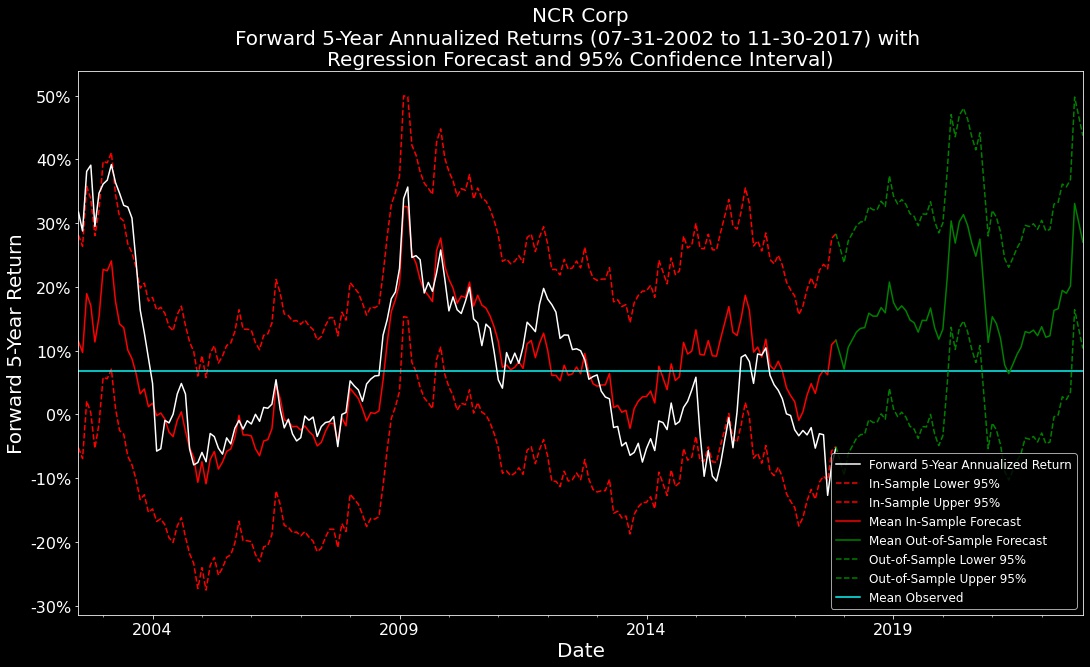 NCR Corp
Forward 5-Year Annualized Returns (07-31-2002 to 11-30-2017) with
Regression Forecast and 95% Confidence Interval)
Forward 5-Year Return
50%
40%
30%
20%
10%
0%
-10%
-20%
-30%
2004
2009
2014
2019
Date
Forward 5-Year Annualized Return
In-Sample Lower 95%
In-Sample Upper 95%
Mean In-Sample Forecast
Mean Out-of-Sample Forecast
Out-of-Sample Lower 95%
Out-of-Sample Upper 95%
Mean Observed